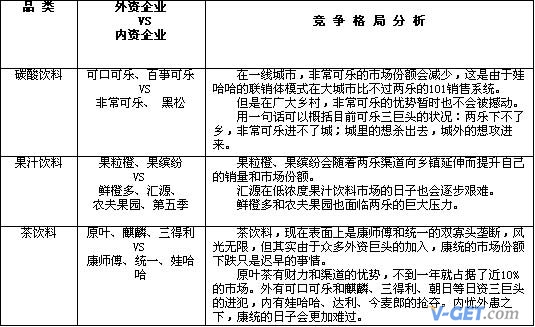 品 类
外资企业
VS
内资企业
竞 争 格 局 分 析
碳酸饮料
可口可乐、百事可乐
VS
非常可乐、黑松
在一线城市，非常可乐的市场份额会减少，这是由于娃
哈哈的联销体模式在大城市比不过两乐的101销售系统。
但是在广大乡村，非常可乐的优势暂时也不会被撼动。
用一句话可以概括目前可乐三巨头的状况：两乐下不了
乡，非常可乐进不了城；城里的想杀出去，城外的想攻进
来。
果汁饮料
果粒橙、果缤纷
VS
鲜橙多、汇源、
农夫果园、第五季
果粒橙、果缤纷会随着两乐渠道向乡镇延伸而提升自己
的销量和市场份额。
汇源在低浓度果汁饮料市场的日子也会逐步艰难。
鲜橙多和农夫果园也面临两乐的巨大压力。
茶饮料
原叶、麒麟、三得利
VS
康师傅、统一、娃哈
哈
茶饮料，现在表面上是康师傅和统一的双寡头垄断，风
光无限，但其实由于众多外资巨头的加入，康统的市场份额
下跌只是迟早的事情。
原叶茶有财力和渠道的优势，不到一年就占据了近10%
的市场。外有可口可乐和麒麟、三得利、朝日等日资三巨头
的进犯，内有娃哈哈、达利、今麦郎的抢夺。内忧外患之
下，康统的日子会更加难过。
V-GET.com